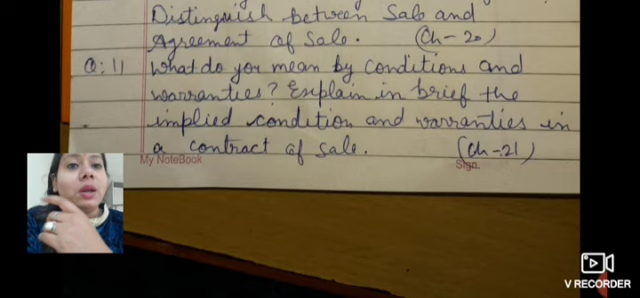 Distinguish between Sale and
Agreement of Sale. (Ch-20)
Q:11 What do you mean by conditions and
warranties? Explain in brief the
implied condition and warranties in
a contract of sale. (Ch-21)
My NoteBook
Sign.
V RECORDER